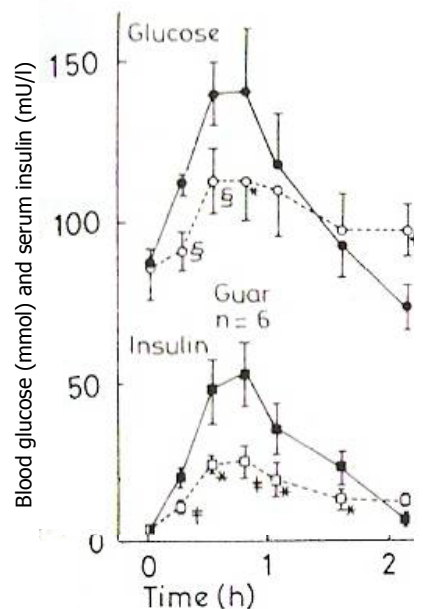 Blood glucose (mmol) and serum insulin (mU/l)
Glucose
150
100
50
0
§
§
*
*
Guar
n = 6
Insulin
‡
*
‡
*
*
0
1
2
Time (h)